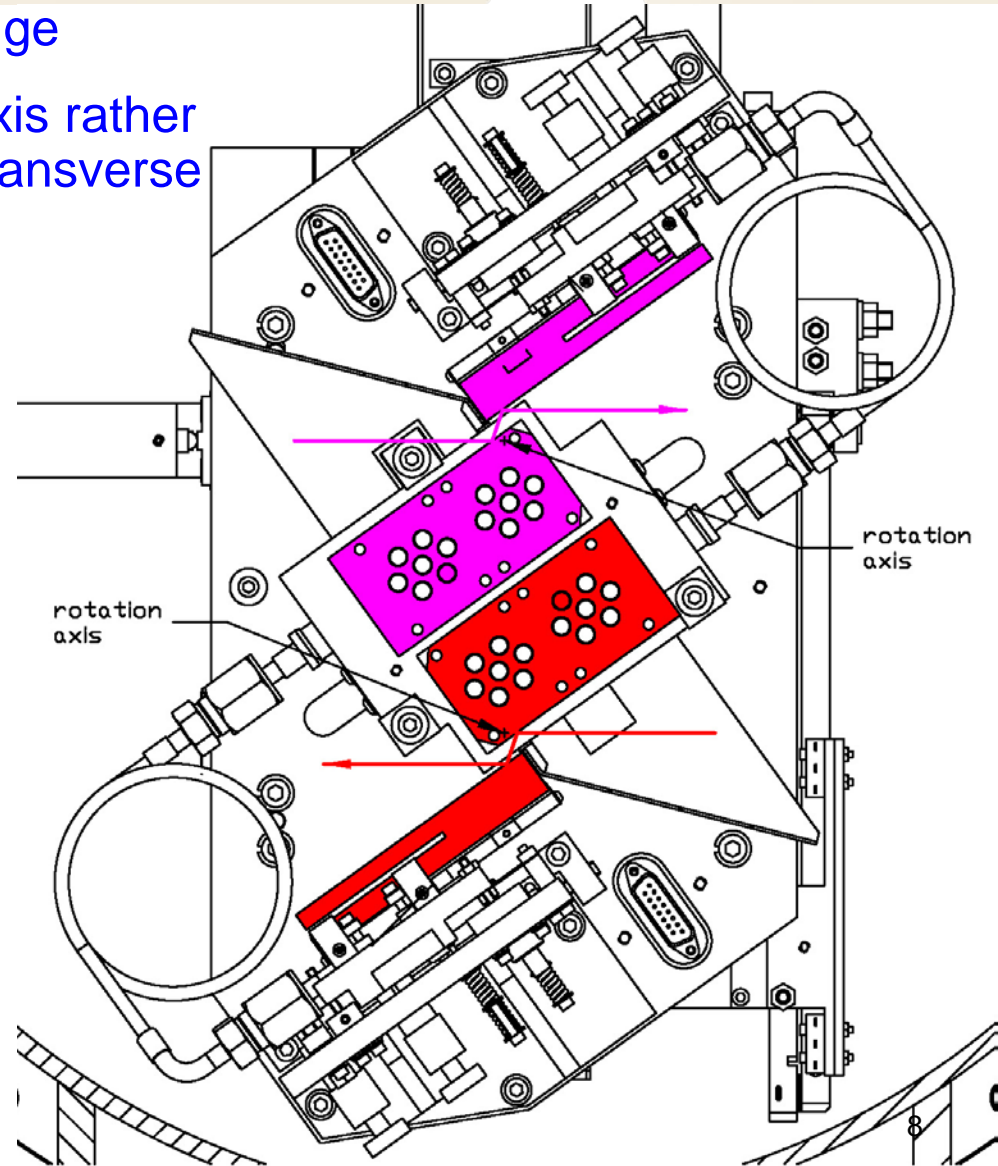 ge
xis rather
ansverse
rotation
axis
rotation
axis
8